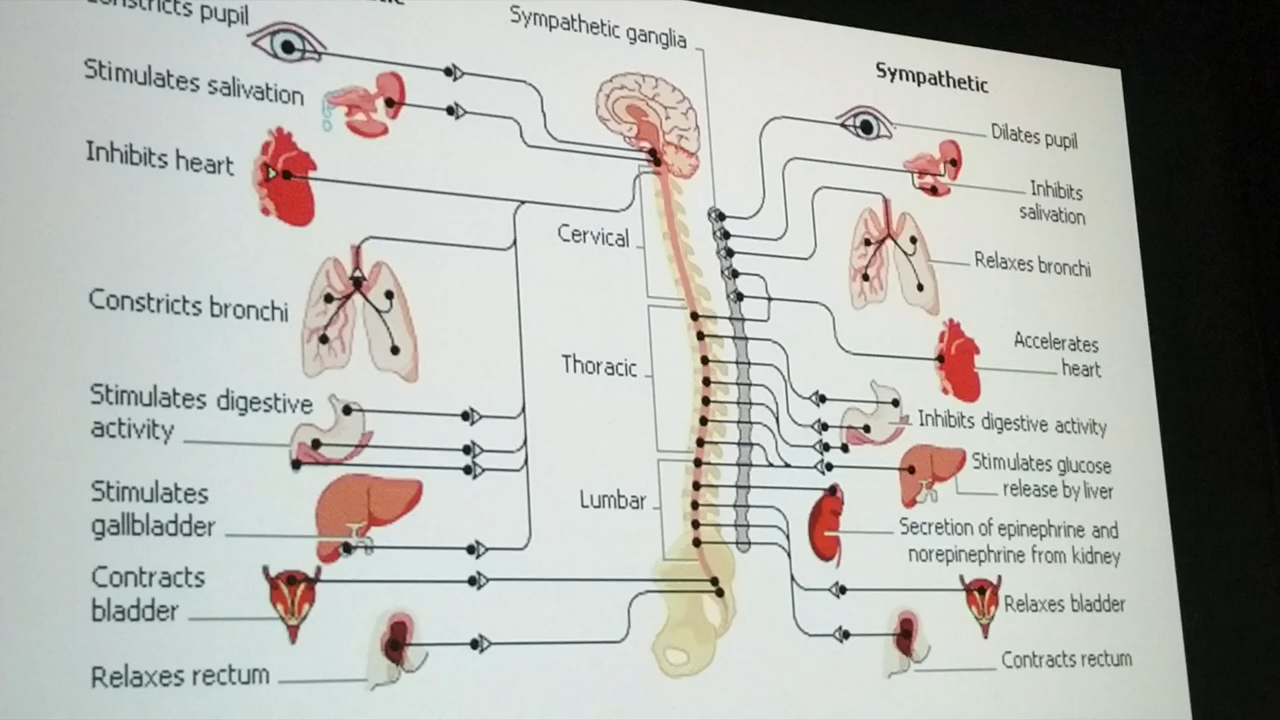 pupil
Stimulates salivation
Inhibits heart
Constricts bronchi
Stimulates digestive
activity
Stimulates
gallbladder
Contracts
bladder
Relaxes rectum
Sympathetic ganglia
Cervical
Thoracic
Lumbar
Sympathetic
Dilates pupil
Inhibits
salivation
Relaxes bronchi
Accelerates
heart
Inhibits digestive activity
Stimulates glucose
release by liver
Secretion of epinephrine and
norepinephrine from kidney
Relaxes bladder
Contracts rectum